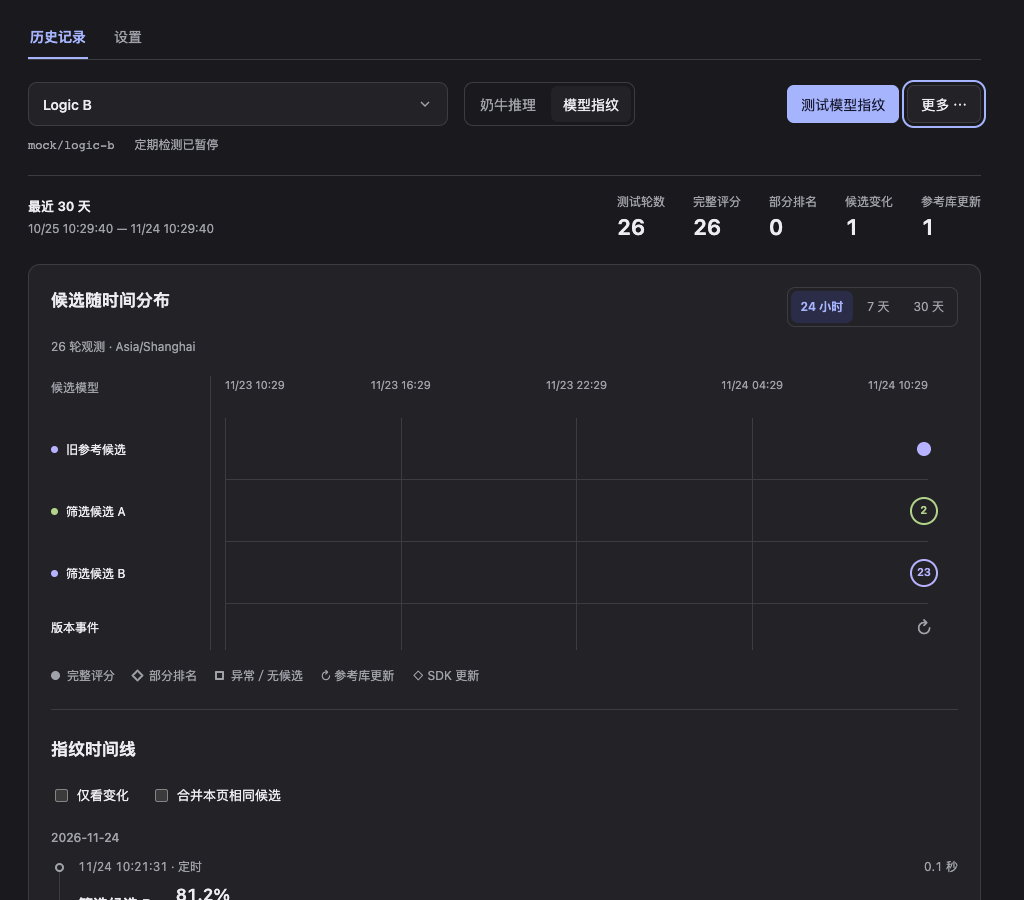 历史记录 设置
Logic B 奶牛推理 模型指纹 测试模型指纹 更多 ···
mock/logic-b 定期检测已暂停
最近 30 天
10/25 10:29:40 — 11/24 10:29:40
测试轮数 完整评分 部分排名 候选变化 参考库更新
26 26 0 1 1
候选随时间分布
24 小时 7 天 30 天
26 轮观测 · Asia/Shanghai
候选模型 11/23 10:29 11/23 16:29 11/23 22:29 11/24 04:29 11/24 10:29
旧参考候选
筛选候选 A 2
筛选候选 B 23
版本事件
完整评分 部分排名 异常 / 无候选 参考库更新 SDK 更新
指纹时间线
仅看变化 合并本页相同候选
2026-11-24
11/24 10:21:31 · 定时 0.1 秒
81.2%